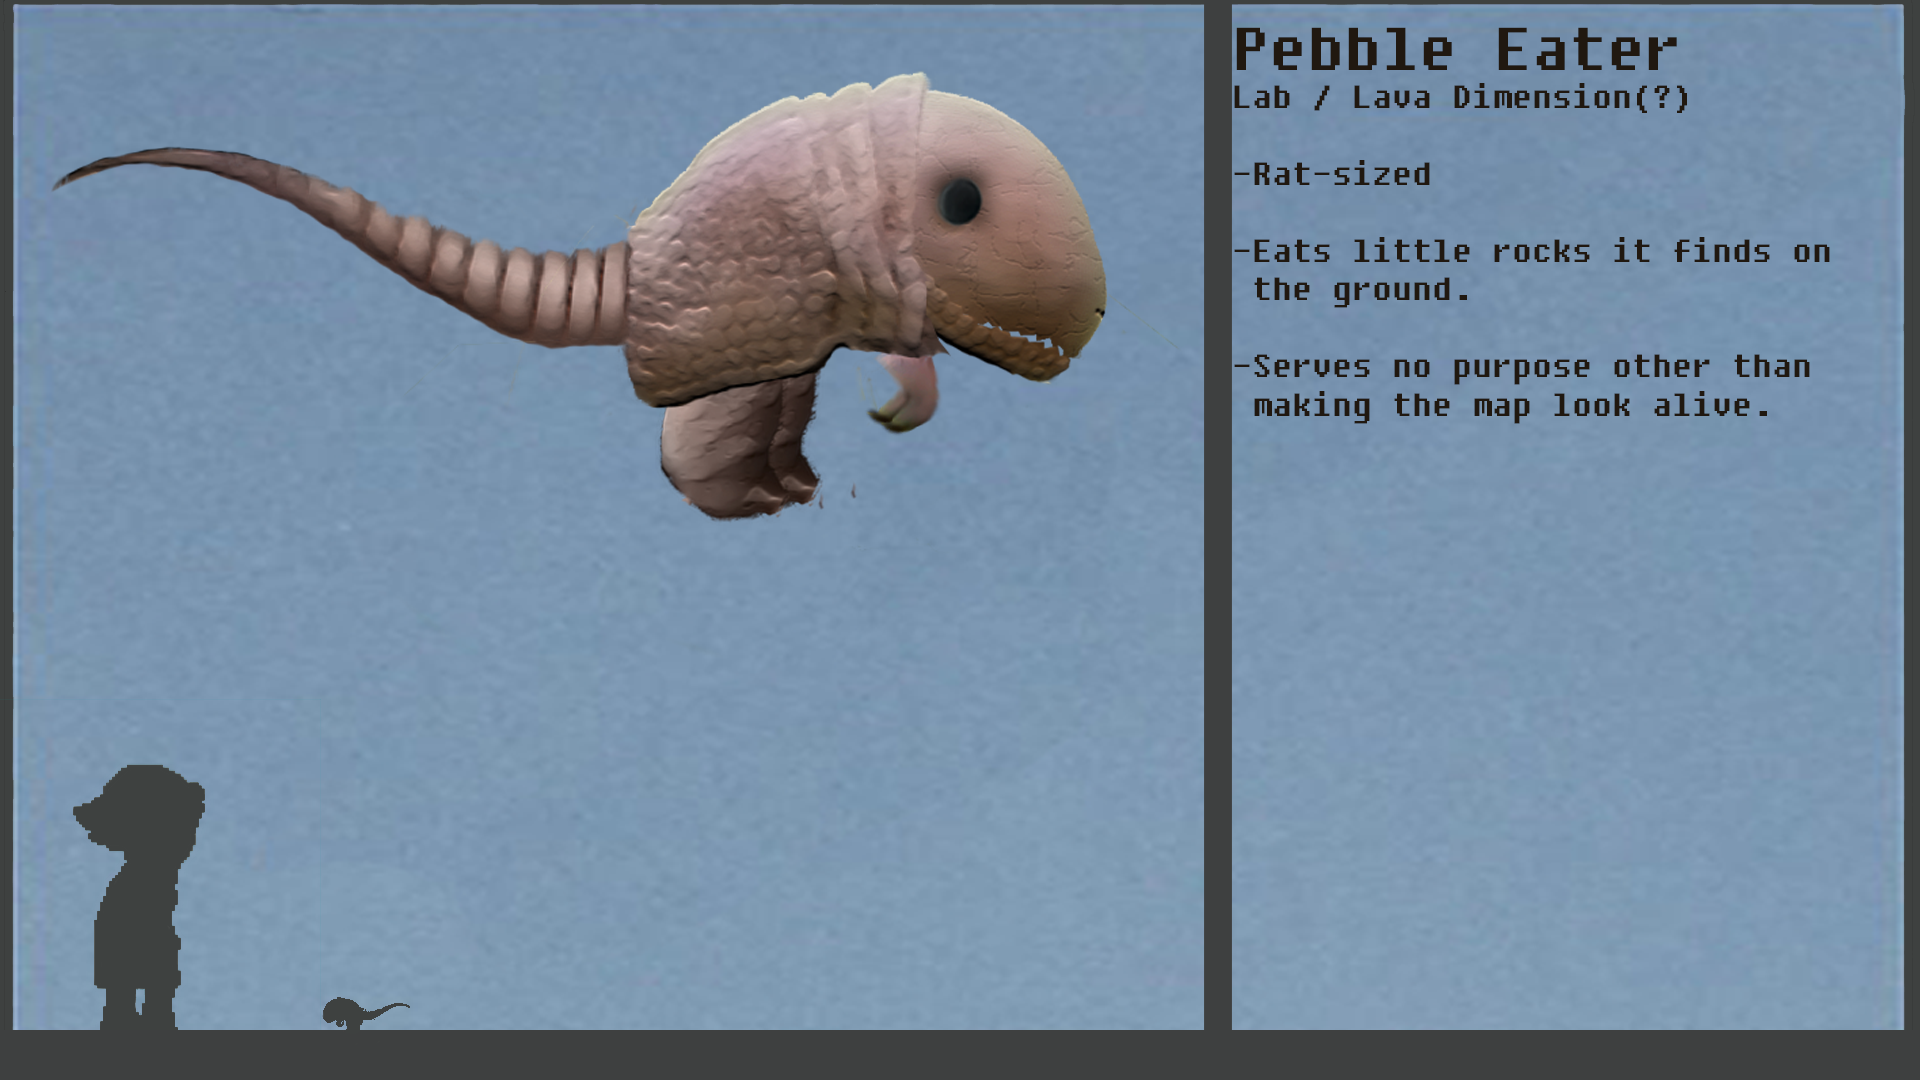 Pebble Eater
Lab / Lava Dimension(?)
-Rat-sized
-Eats little rocks it finds on
the ground.
-Serves no purpose other than
making the map look alive.